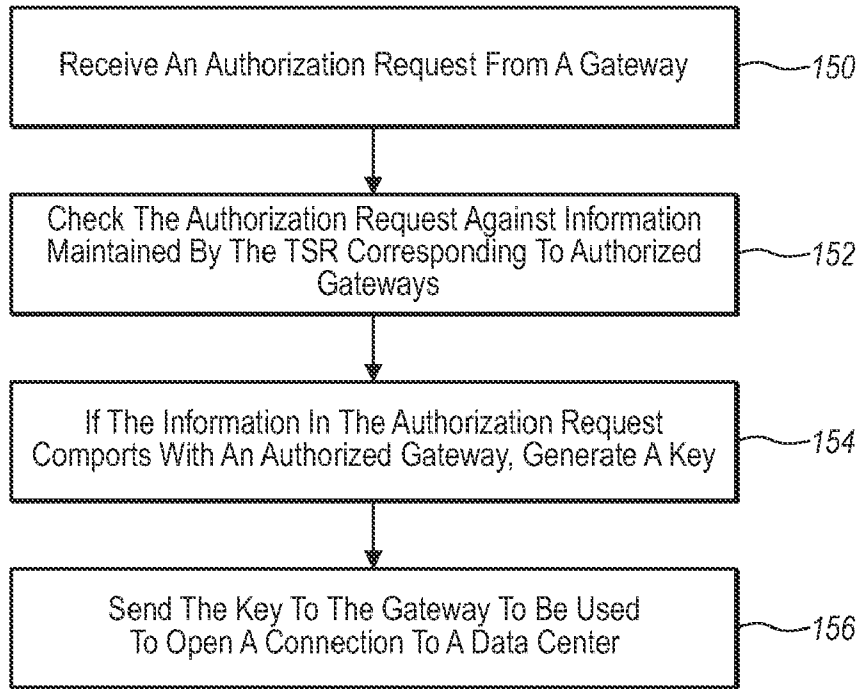 Receive An Authorization Request From A Gateway
150
Check The Authorization Request Against Information
Maintained By The TSR Corresponding To Authorized
Gateways
152
If The Information In The Authorization Request
Comports With An Authorized Gateway, Generate A Key
154
Send The Key To The Gateway To Be Used
To Open A Connection To A Data Center
156